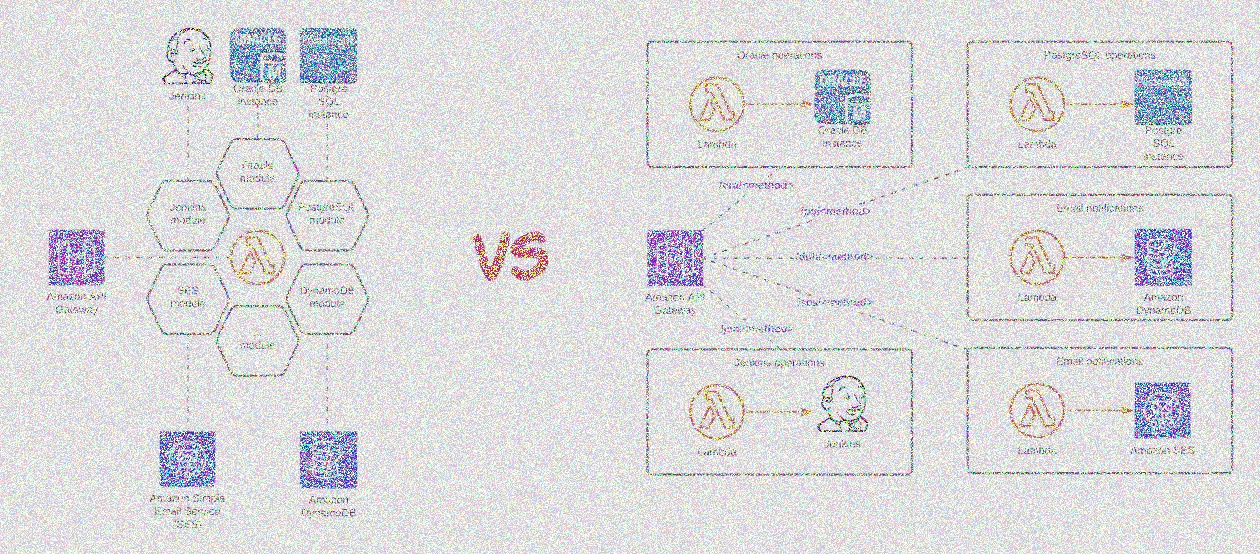 Jenkins
Oracle DB
instance
Postgre
SQL
instance
Oracle
module
Jenkins
module
PostgreSQL
module
SES
module
DynamoDB
module
module
Amazon API
Gateway
Amazon Simple
Email Service
(SES)
Amazon
DynamoDB
VS
Oracle operations
Lambda
Oracle DB
instance
PostgreSQL operations
Lambda
Postgre
SQL
instance
Email notifications
Lambda
Amazon
DynamoDB
Amazon API
Gateway
Jenkins operations
Lambda
Jenkins
Email notifications
Lambda
Amazon SES